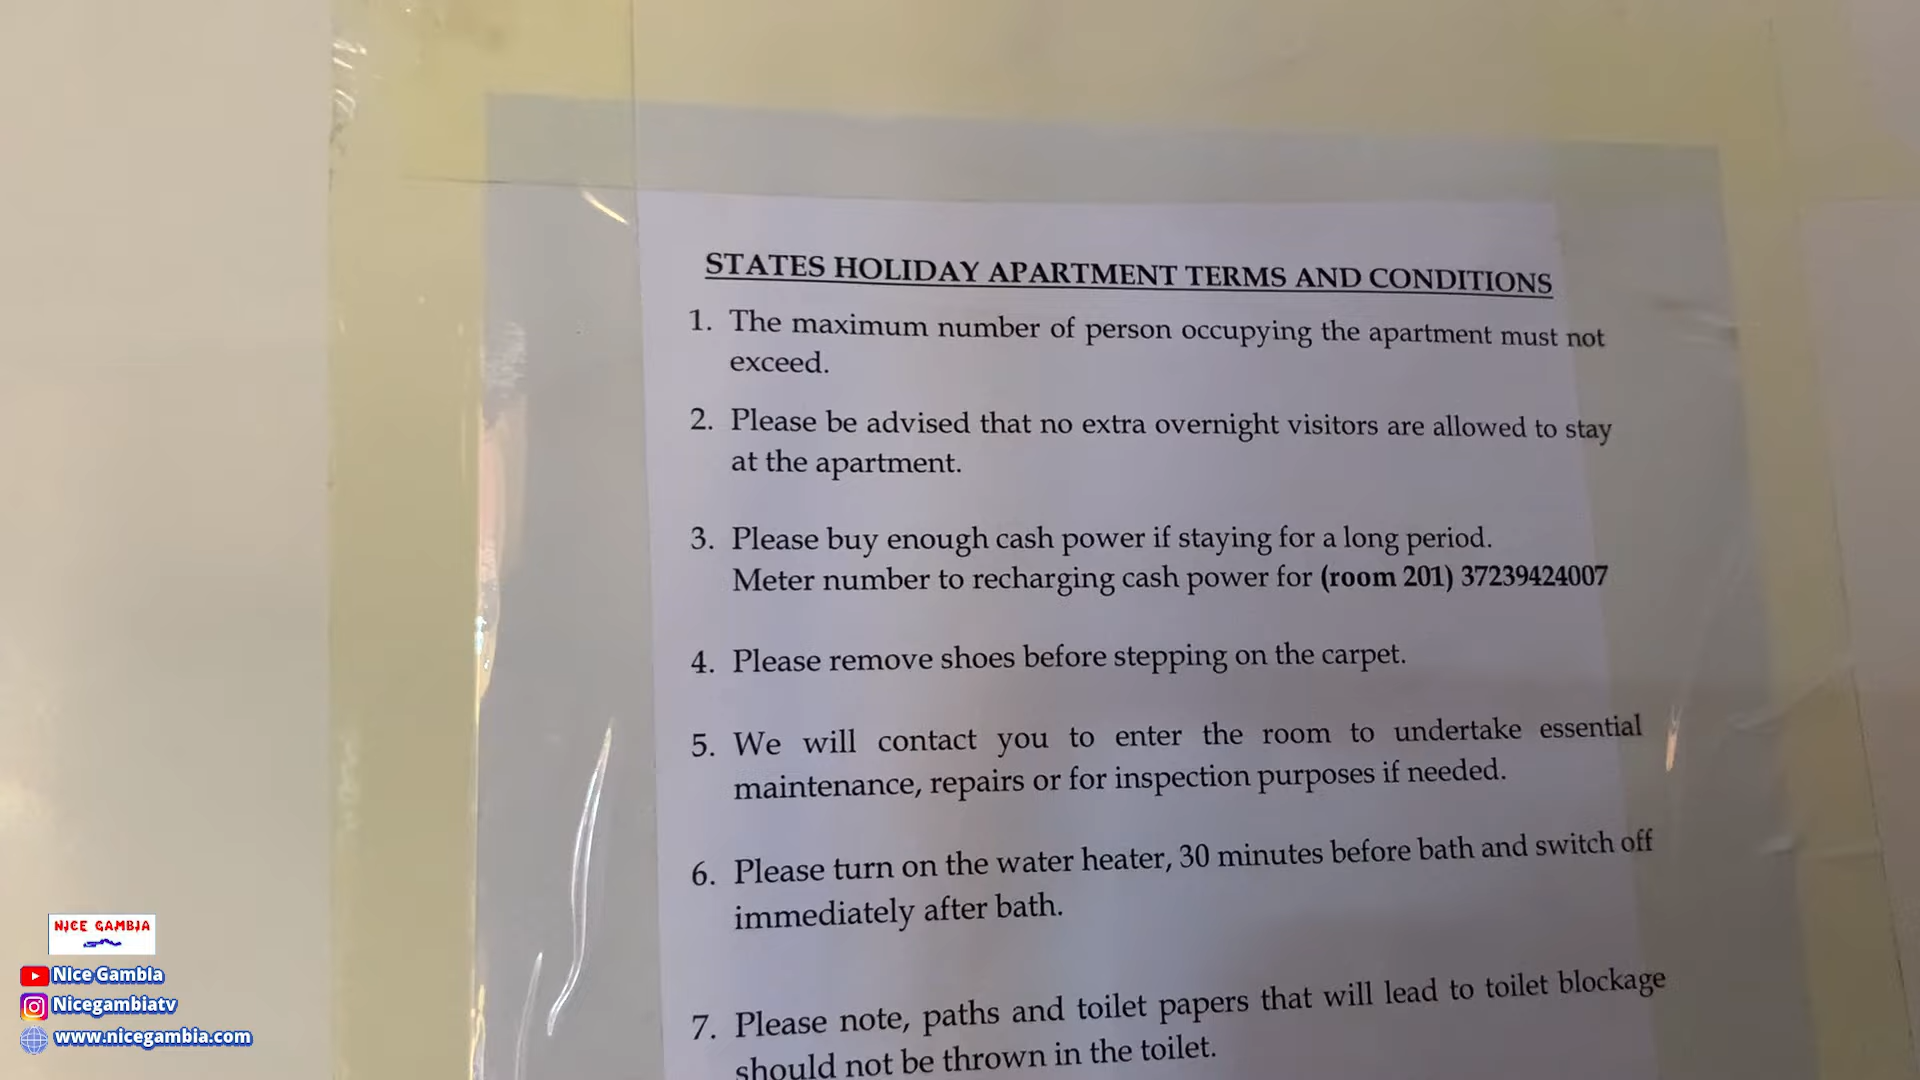 STATES HOLIDAY APARTMENT TERMS AND CONDITIONS
1. The maximum number of person occupying the apartment must not
exceed.
2. Please be advised that no extra overnight visitors are allowed to stay
at the apartment.
3. Please buy enough cash power if staying for a long period.
Meter number to recharging cash power for (room 201) 37239424007
4. Please remove shoes before stepping on the carpet.
5. We will contact you to enter the room to undertake essential
maintenance, repairs or for inspection purposes if needed.
6. Please turn on the water heater, 30 minutes before bath and switch off
immediately after bath.
7. Please note, paths and toilet papers that will lead to toilet blockage
should not be thrown in the toilet.
NICE GAMBIA
NIce Gambia
Nicegambiatv
www.nicegambia.com